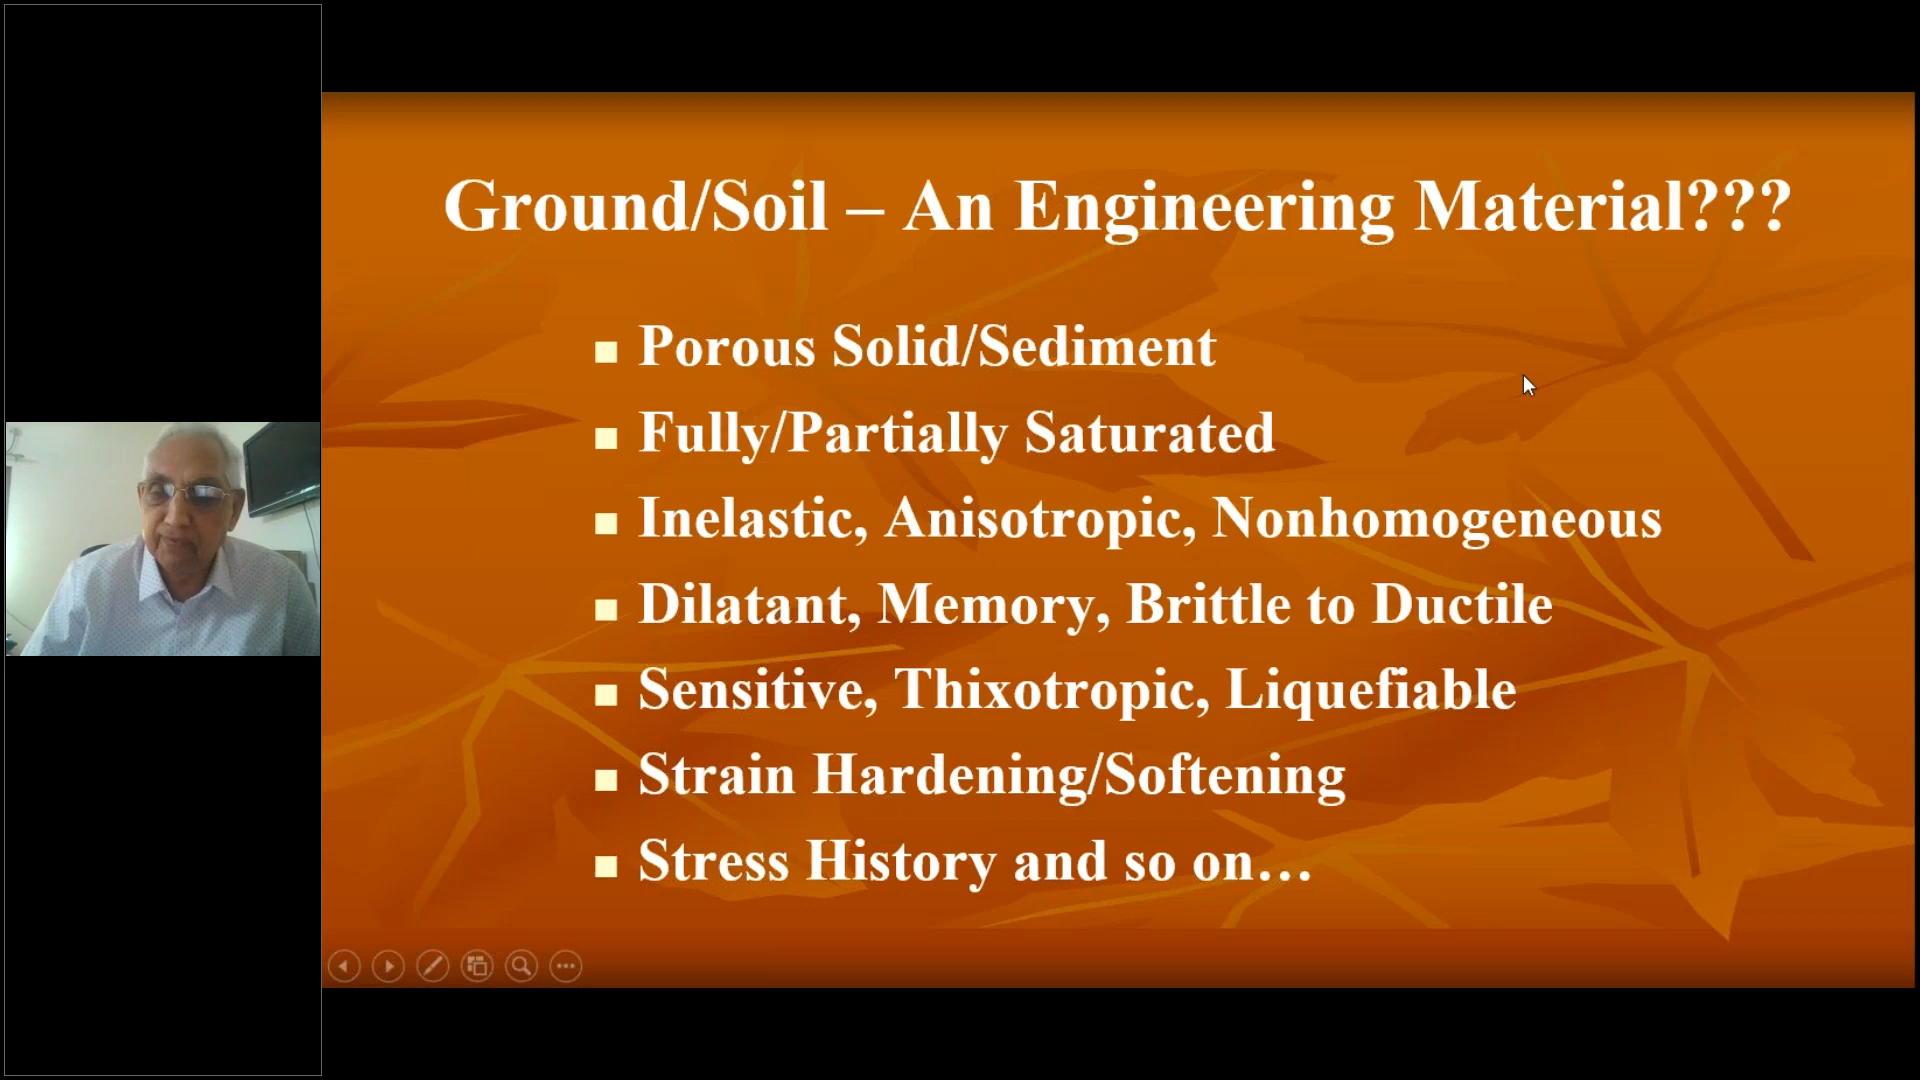 Ground/Soil – An Engineering Material???
Porous Solid/Sediment
Fully/Partially Saturated
Inelastic, Anisotropic, Nonhomogeneous
Dilatant, Memory, Brittle to Ductile
Sensitive, Thixotropic, Liquefiable
Strain Hardening/Softening
Stress History and so on…